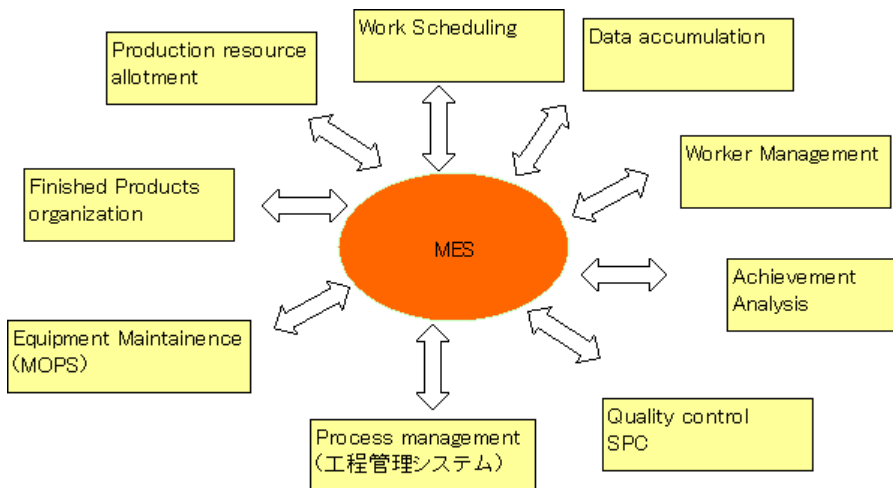 Work Scheduling
Data accumulation
Production resource
allotment
Worker Management
Finished Products
organization
MES
Achievement
Analysis
Equipment Maintainence
(MOPS)
Quality control
SPC
Process management
(工程管理システム)